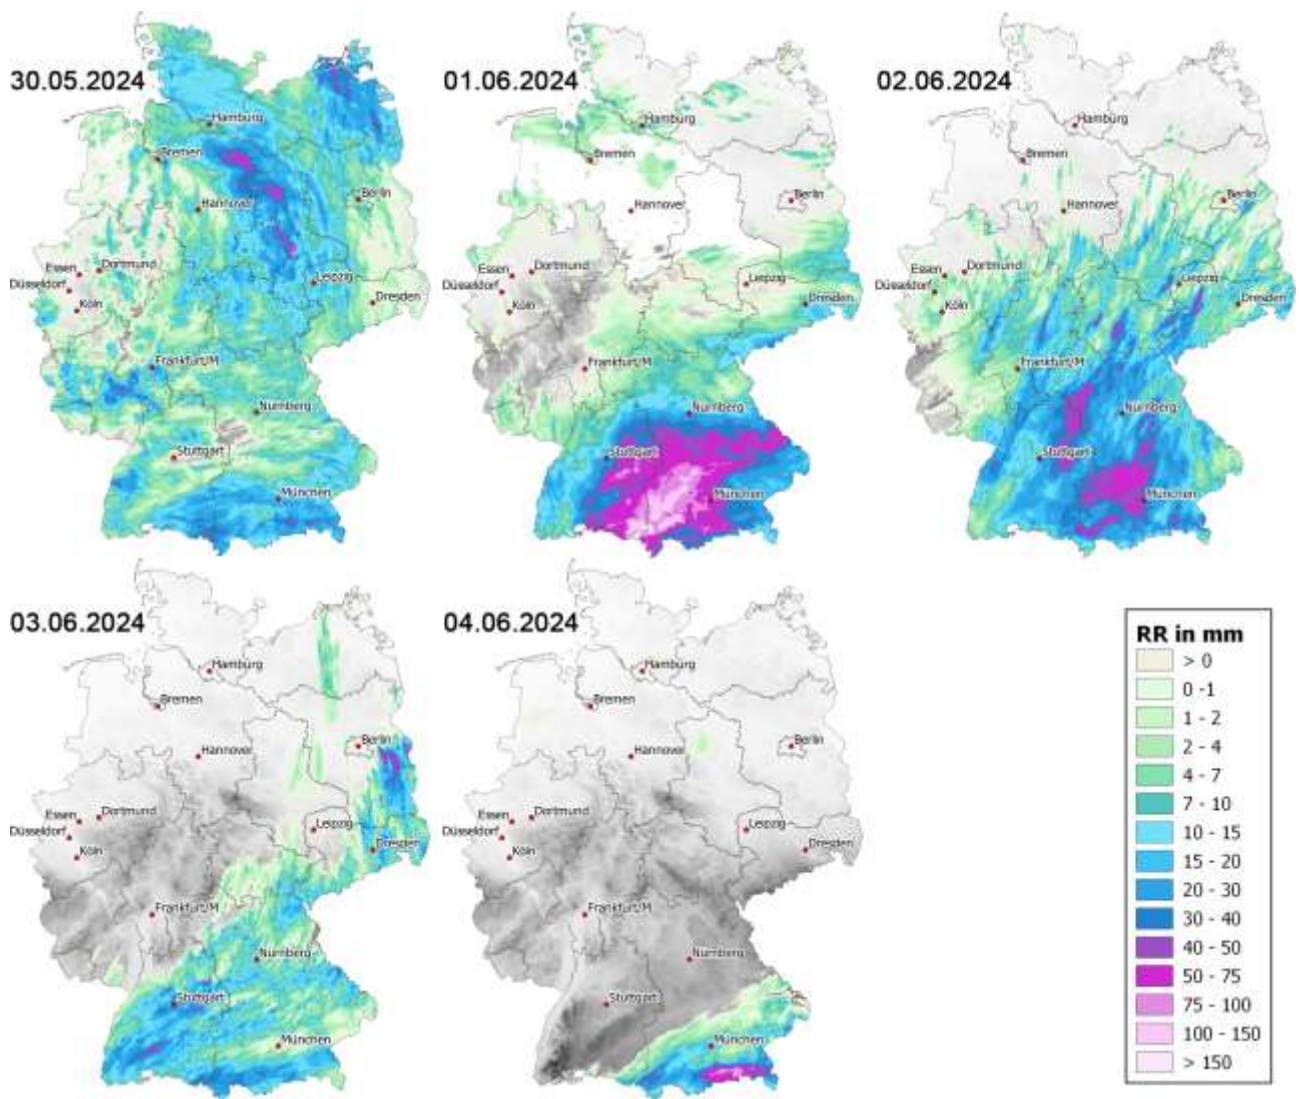 30.05.2024
Hamburg
Bremen
Berlin
Hannover
Essen
Dortmund
Düsseldorf
Leipzig
Köln
Dresden
Frankfurt/M
Nürnberg
Stuttgart
München
01.06.2024
Hamburg
Bremen
Berlin
Hannover
Essen
Dortmund
Düsseldorf
Leipzig
Köln
Dresden
Frankfurt/M
Nürnberg
Stuttgart
München
02.06.2024
Hamburg
Bremen
Berlin
Hannover
Essen
Dortmund
Düsseldorf
Leipzig
Köln
Dresden
Frankfurt/M
Nürnberg
Stuttgart
München
03.06.2024
Hamburg
Bremen
Berlin
Hannover
Essen
Dortmund
Düsseldorf
Leipzig
Köln
Dresden
Frankfurt/M
Nürnberg
Stuttgart
München
04.06.2024
Hamburg
Bremen
Berlin
Hannover
Essen
Dortmund
Düsseldorf
Leipzig
Köln
Dresden
Frankfurt/M
Nürnberg
Stuttgart
München
RR in mm
> 0
0 -1
1 - 2
2 - 4
4 - 7
7 - 10
10 - 15
15 - 20
20 - 30
30 - 40
40 - 50
50 - 75
75 - 100
100 - 150
> 150